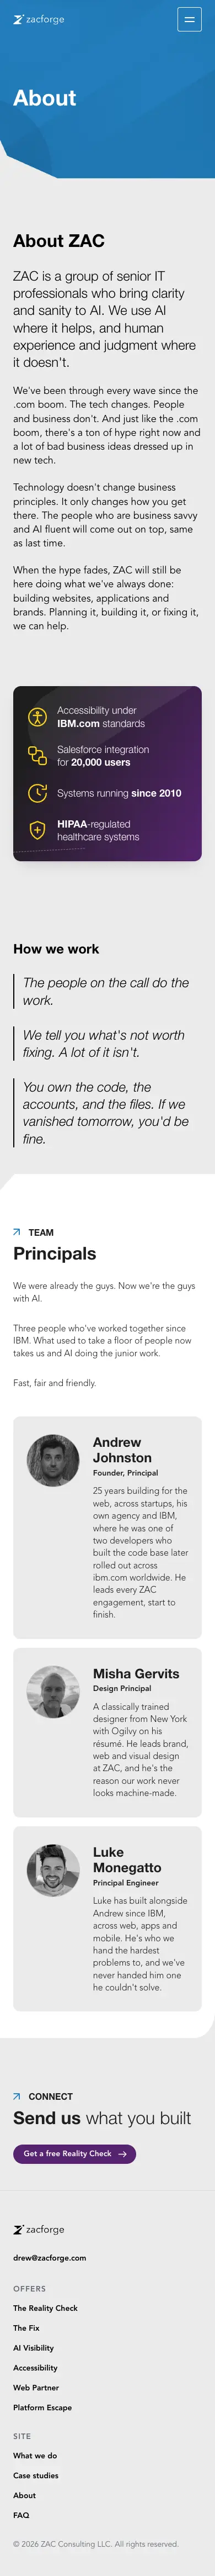 zacforge
About
About ZAC
ZAC is a group of senior IT
professionals who bring clarity
and sanity to AI. We use AI
where it helps, and human
experience and judgment where
it doesn't.
We've been through every wave since the
.com boom. The tech changes. People
and business don't. And just like the .com
boom, there's a ton of hype right now and
a lot of bad business ideas dressed up in
new tech.
Technology doesn't change business
principles. It only changes how you get
there. The people who are business savvy
and AI fluent will come out on top, same
as last time.
When the hype fades, ZAC will still be
here doing what we've always done:
building websites, applications and
brands. Planning it, building it, or fixing it,
we can help.
Accessibility under
IBM.com standards
Salesforce integration
for 20,000 users
Systems running since 2010
HIPAA-regulated
healthcare systems
How we work
The people on the call do the
work.
We tell you what's not worth
fixing. A lot of it isn't.
You own the code, the
accounts, and the files. If we
vanished tomorrow, you'd be
fine.
TEAM
Principals
We were already the guys. Now we're the guys
with AI.
Three people who've worked together since
IBM. What used to take a floor of people now
takes us and AI doing the junior work.
Fast, fair and friendly.
Andrew
Johnston
Founder, Principal
25 years building for the
web, across startups, his
own agency and IBM,
where he was one of
two developers who
built the code base later
rolled out across
ibm.com worldwide. He
leads every ZAC
engagement, start to
finish.
Misha Gervits
Design Principal
A classically trained
designer from New York
with Ogilvy on his
résumé. He leads brand,
web and visual design
at ZAC, and he's the
reason our work never
looks machine-made.
Luke
Monegatto
Principal Engineer
Luke has built alongside
Andrew since IBM,
across web, apps and
mobile. He's who we
hand the hardest
problems to, and we've
never handed him one
he couldn't solve.
CONNECT
Send us what you built
Get a free Reality Check
zacforge
drew@zacforge.com
OFFERS
The Reality Check
The Fix
AI Visibility
Accessibility
Web Partner
Platform Escape
SITE
What we do
Case studies
About
FAQ
© 2026 ZAC Consulting LLC. All rights reserved.